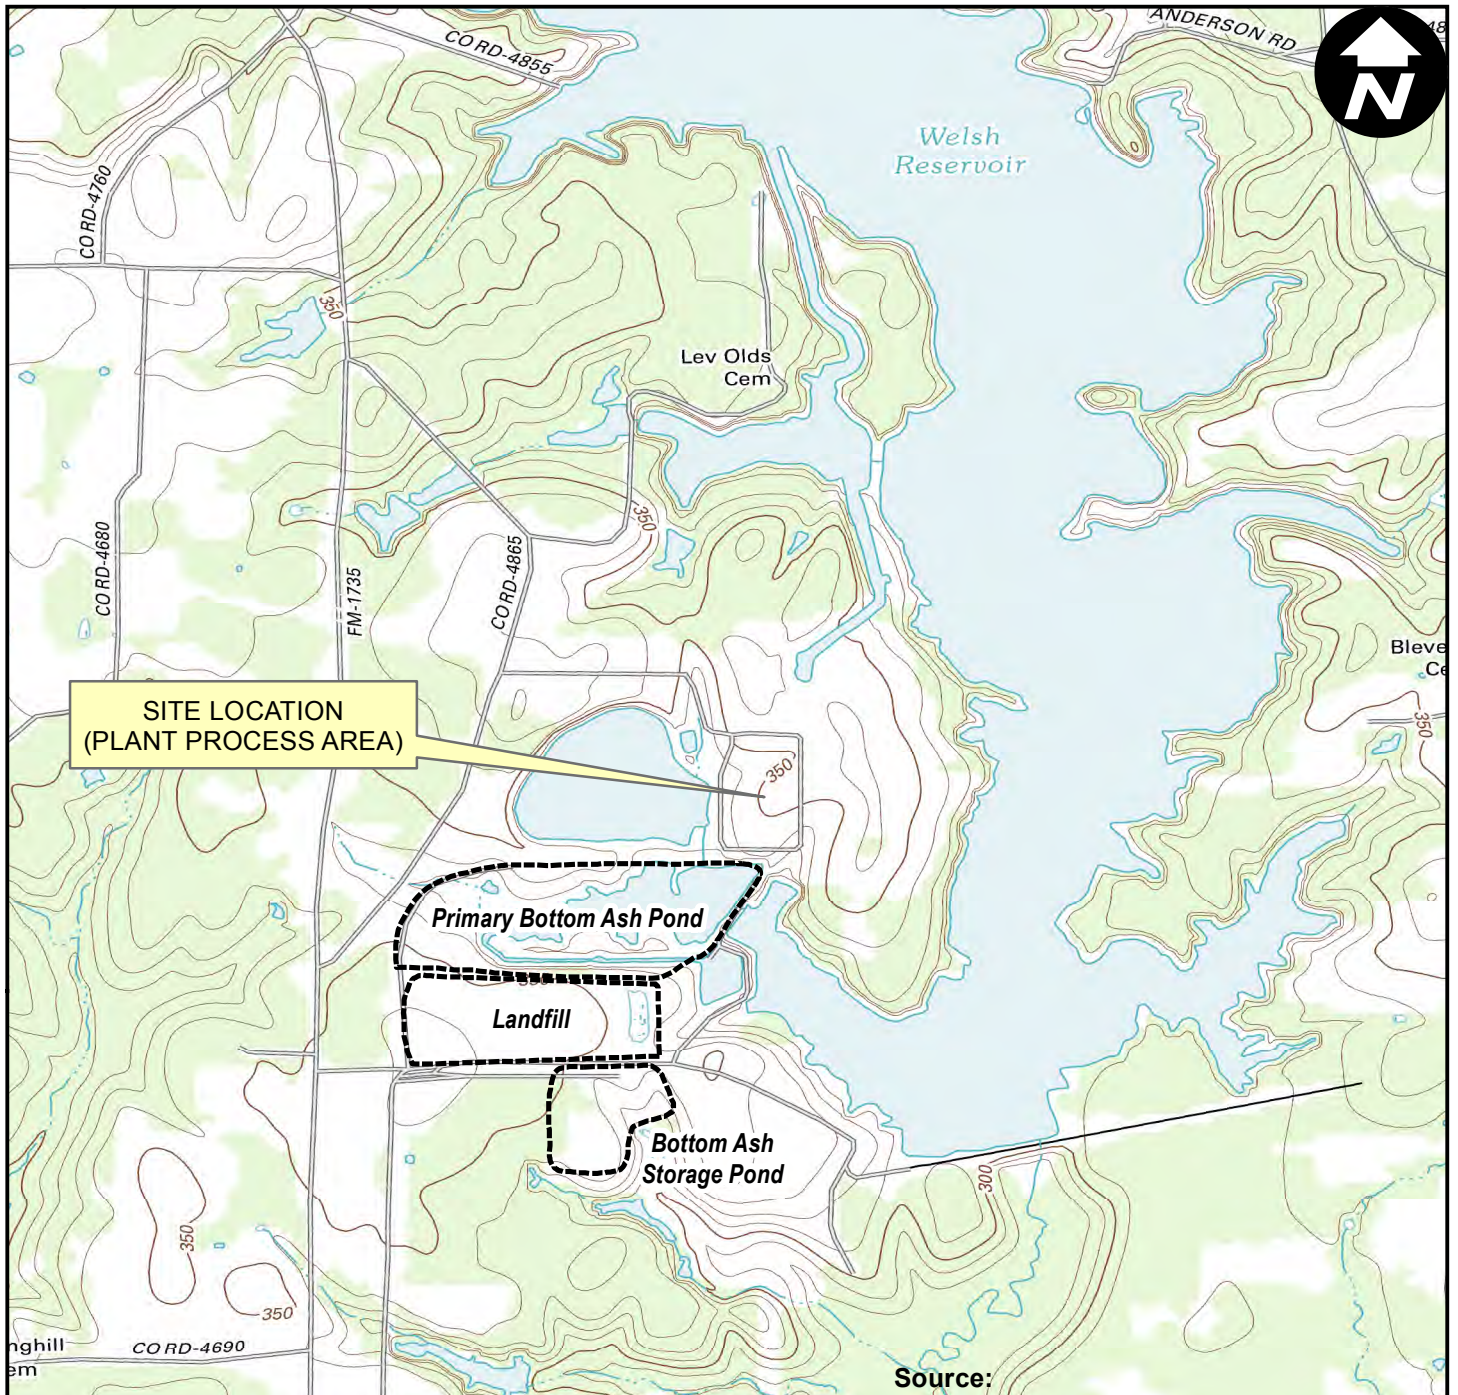 CO RD-4855
ANDERSON RD
48
N
Welsh
Reservoir
CO RD-4760
350
Lev Olds
Cem
350
CO RD-4680
FM-1735
CO RD-4865
Bleve
Ce
SITE LOCATION
(PLANT PROCESS AREA)
350
350
Primary Bottom Ash Pond
350
Landfill
Bottom Ash
Storage Pond
300
350
350
nghill
em
CO RD-4690
Source: